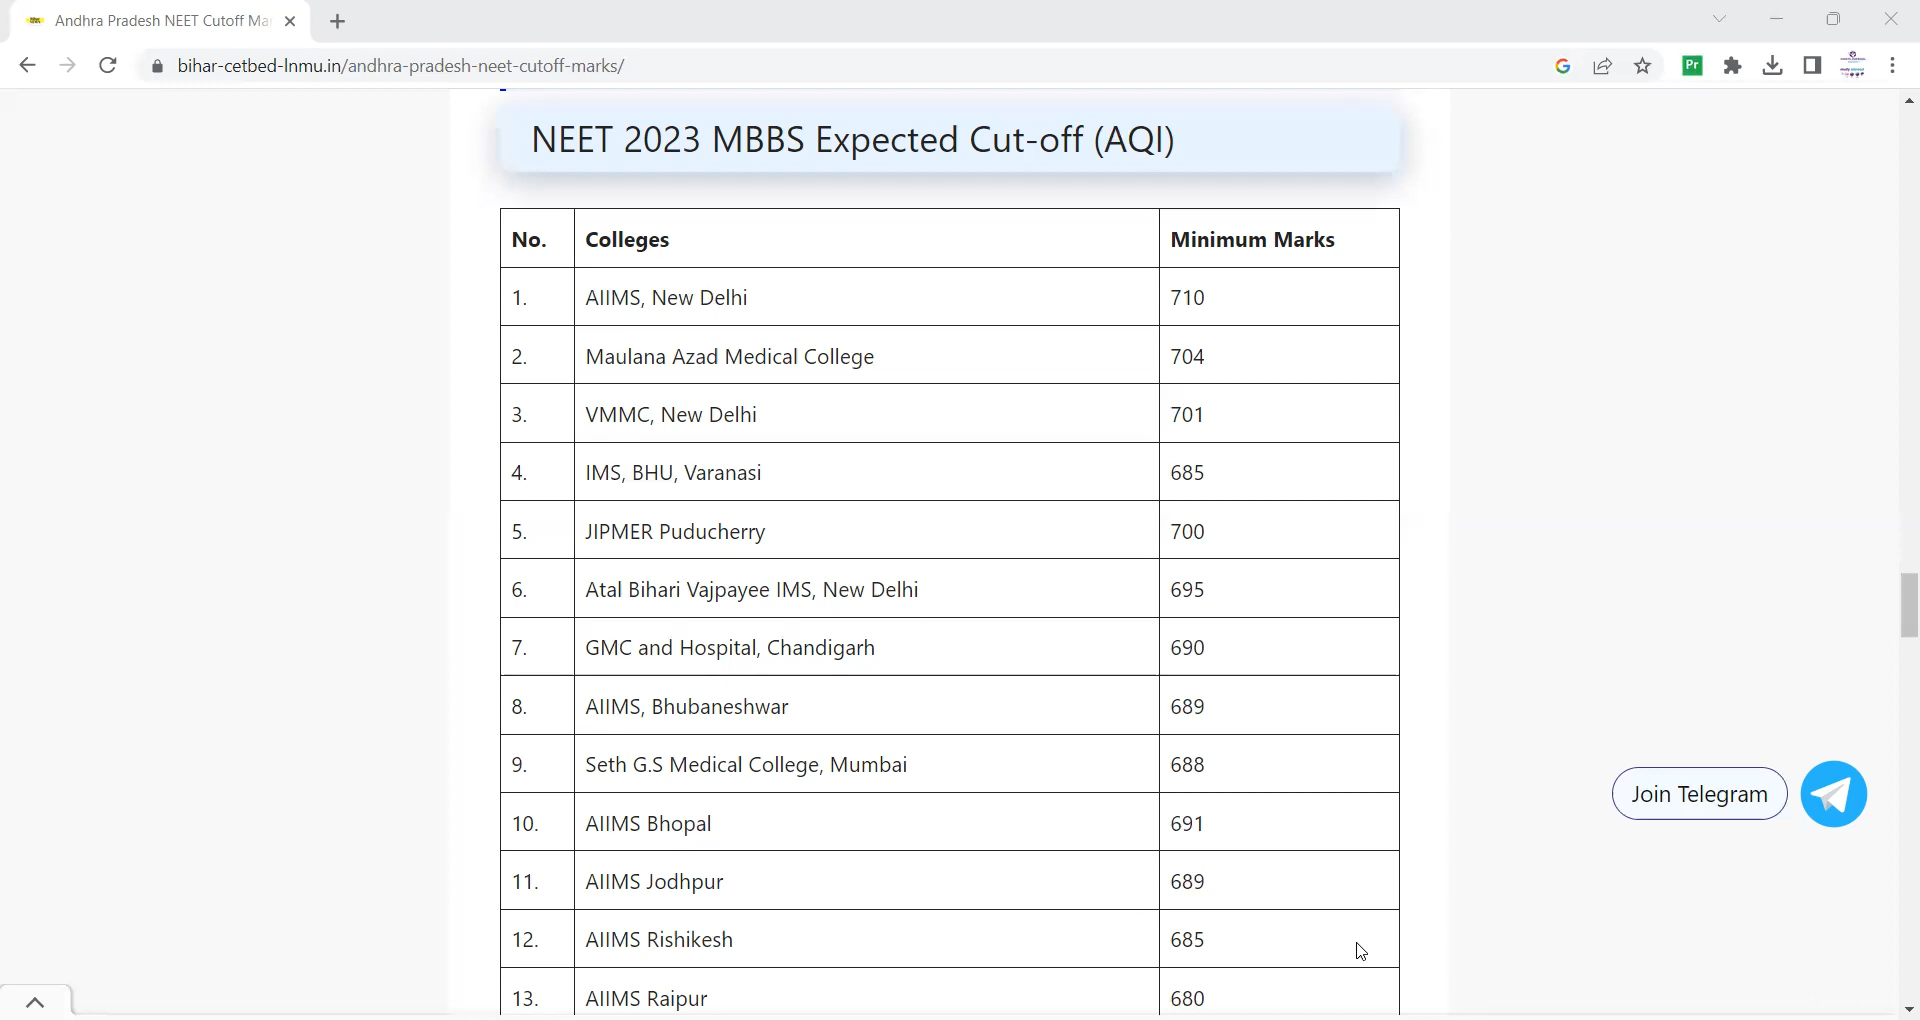 Andhra Pradesh NEET Cutoff Ma
bihar-cetbed-lnmu.in/andhra-pradesh-neet-cutoff-marks/
Pr
NEET 2023 MBBS Expected Cut-off (AQI)
No. Colleges Minimum Marks
1. AIIMS, New Delhi 710
2. Maulana Azad Medical College 704
3. VMMC, New Delhi 701
4. IMS, BHU, Varanasi 685
5. JIPMER Puducherry 700
6. Atal Bihari Vajpayee IMS, New Delhi 695
7. GMC and Hospital, Chandigarh 690
8. AIIMS, Bhubaneshwar 689
9. Seth G.S Medical College, Mumbai 688
10. AIIMS Bhopal 691
11. AIIMS Jodhpur 689
12. AIIMS Rishikesh 685
13. AIIMS Raipur 680
Join Telegram